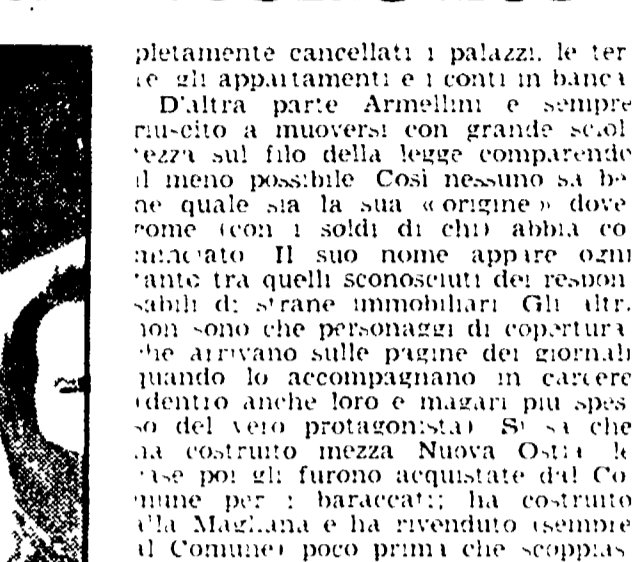 pletamente cancellati i palazzi, le ter
re gli appartamenti e i conti in banca
D'altra parte Armellini e sempre
riuscito a muoversi con grande sciol
tezza sul filo della legge comparendo
il meno possibile Così nessuno sa be
ne quale sia la sua «origine» dove
come (con i soldi di chi) abbia co
minciato Il suo nome appare ogni
tanto tra quelli sconosciuti dei respon
sabili di strane immobiliari Gli altri
non sono che personaggi di copertura
che arrivano sulle pagine dei giornali
quando lo accompagnano in carcere
(dentro anche loro e magari più spes
so del vero protagonista) Si sa che
ha costruito mezza Nuova Ostia le
case poi gli furono acquistate dal Co
mune per i baraccati; ha costruito
alla Magliana e ha rivenduto (sempre
al Comune) poco prima che scoppias